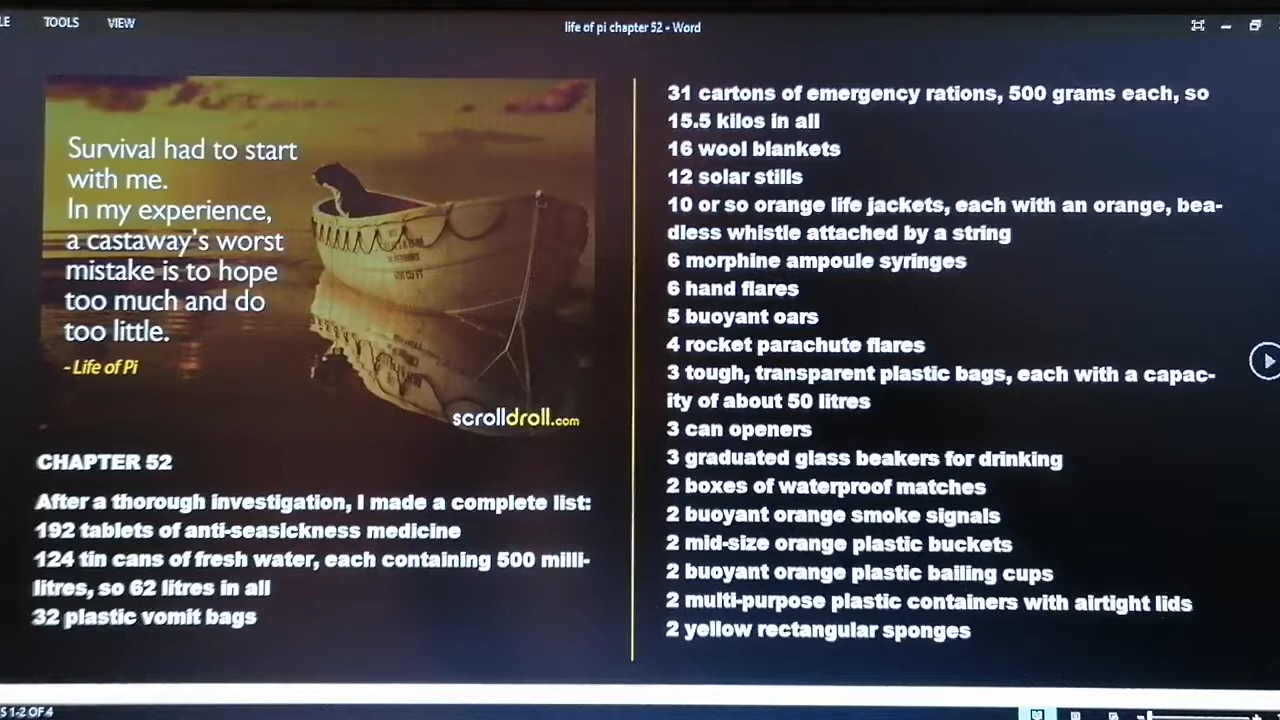 LE TOOLS VIEW
life of pi chapter 52 - Word
Survival had to start
with me.
In my experience,
a castaway's worst
mistake is to hope
too much and do
too little.
- Life of Pi
scrolldroll.com
CHAPTER 52
After a thorough investigation, I made a complete list:
192 tablets of anti-seasickness medicine
124 tin cans of fresh water, each containing 500 milli-
litres, so 62 litres in all
32 plastic vomit bags
31 cartons of emergency rations, 500 grams each, so
15.5 kilos in all
16 wool blankets
12 solar stills
10 or so orange life jackets, each with an orange, bea-
dless whistle attached by a string
6 morphine ampoule syringes
6 hand flares
5 buoyant oars
4 rocket parachute flares
3 tough, transparent plastic bags, each with a capac-
ity of about 50 litres
3 can openers
3 graduated glass beakers for drinking
2 boxes of waterproof matches
2 buoyant orange smoke signals
2 mid-size orange plastic buckets
2 buoyant orange plastic bailing cups
2 multi-purpose plastic containers with airtight lids
2 yellow rectangular sponges
S 1-2 OF 4